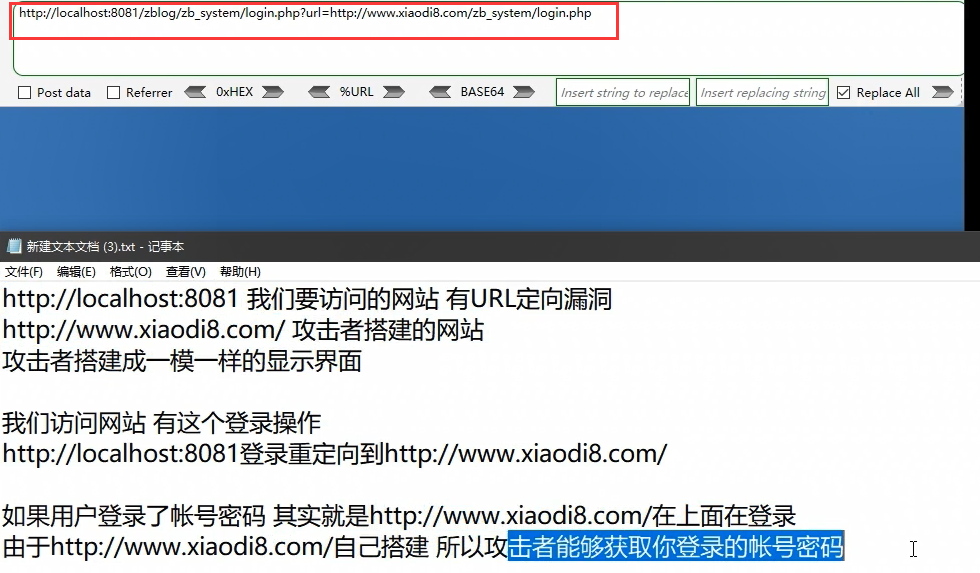 http://localhost:8081/zblog/zb_system/login.php?url=http://www.xiaodi8.com/zb_system/login.php
Post data Referrer 0xHEX %URL BASE64 Insert string to replace Insert replacing string Replace All
新建文本文档 (3).txt - 记事本
文件(F) 编辑(E) 格式(O) 查看(V) 帮助(H)
http://localhost:8081 我们要访问的网站 有URL定向漏洞
http://www.xiaodi8.com/ 攻击者搭建的网站
攻击者搭建成一模一样的显示界面
我们访问网站 有这个登录操作
http://localhost:8081登录重定向到http://www.xiaodi8.com/
如果用户登录了帐号密码 其实就是http://www.xiaodi8.com/在上面在登录
由于http://www.xiaodi8.com/自己搭建 所以攻击者能够获取你登录的帐号密码